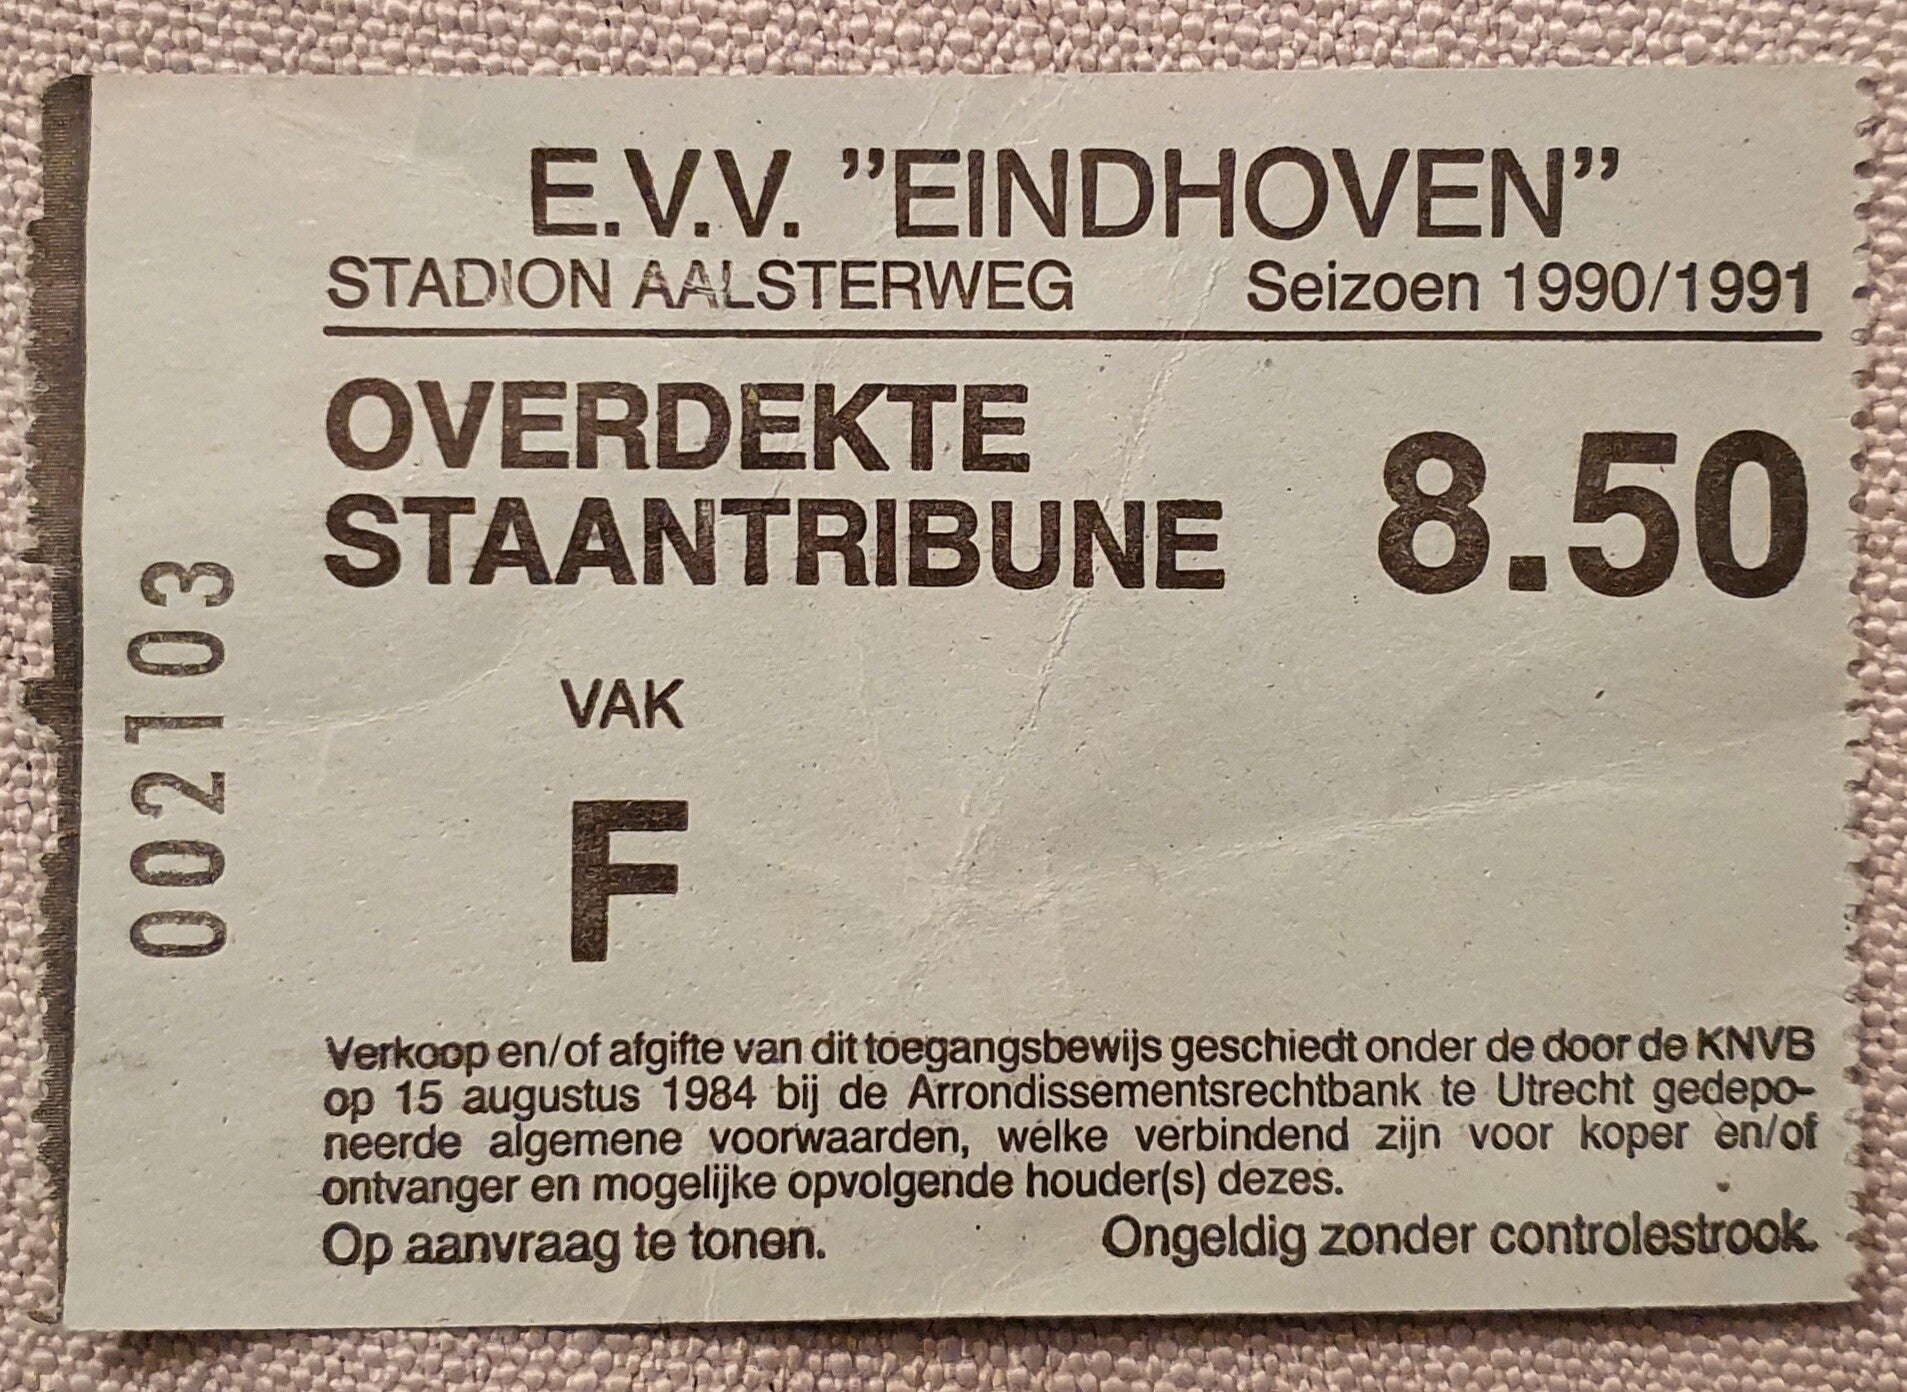 E.V.V. ”EINDHOVEN”
STADION AALSTERWEG Seizoen 1990/1991
OVERDEKTE
STAANTRIBUNE
8.50
VAK
F
002103
Verkoop en/of afgifte van dit toegangsbewijs geschiedt onder de door de KNVB
op 15 augustus 1984 bij de Arrondissementsrechtbank te Utrecht gedepo-
neerde algemene voorwaarden, welke verbindend zijn voor koper en/of
ontvanger en mogelijke opvolgende houder(s) dezes.
Op aanvraag te tonen. Ongeldig zonder controlestrook.